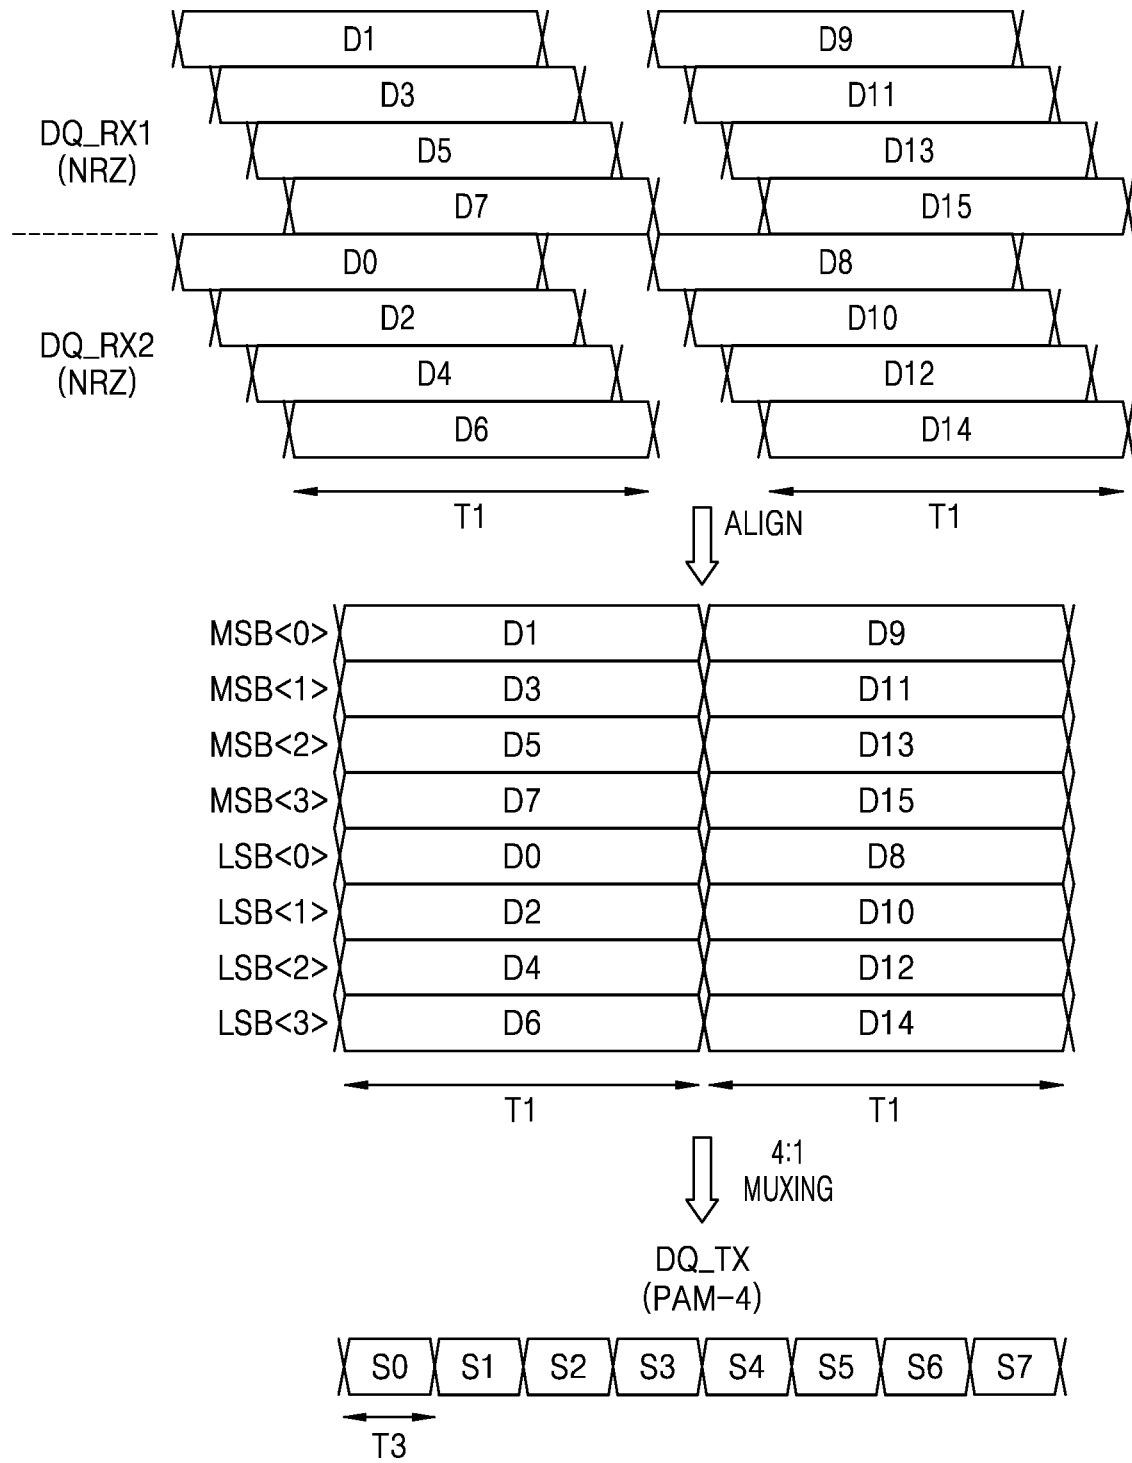 D1 D9
D3 D11
DQ_RX1
(NRZ)
D5 D13
D7 D15
D0 D8
D2 D10
DQ_RX2
(NRZ)
D4 D12
D6 D14
T1 T1
ALIGN
MSB<0> D1 D9
MSB<1> D3 D11
MSB<2> D5 D13
MSB<3> D7 D15
LSB<0> D0 D8
LSB<1> D2 D10
LSB<2> D4 D12
LSB<3> D6 D14
T1 T1
4:1
MUXING
DQ_TX
(PAM-4)
S0 S1 S2 S3 S4 S5 S6 S7
T3